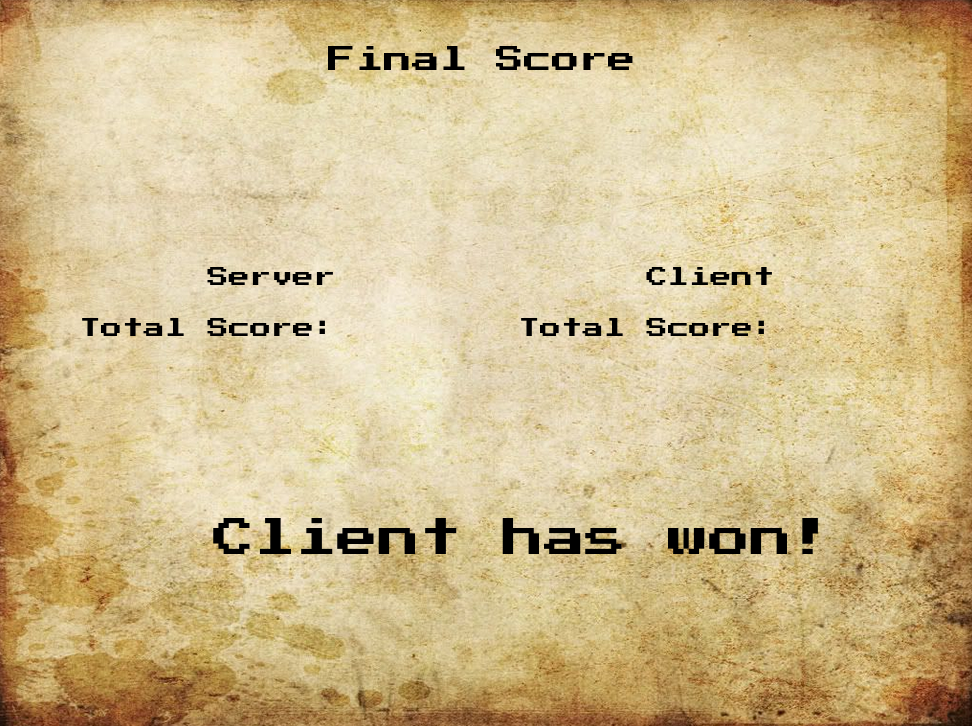 Final Score
Server
Client
Total Score:
Total Score:
Client has won!